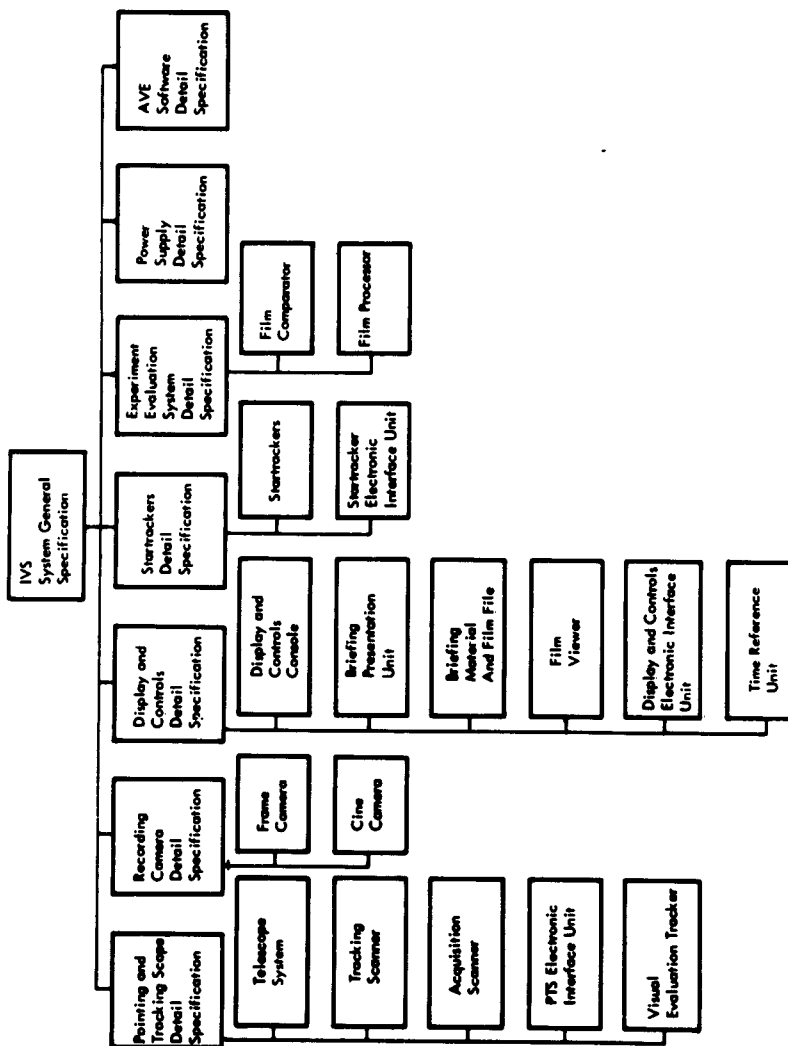 IVS
System General
Specification
Pointing and
Tracking Scope
Detail
Specification
Telescope
System
Tracking
Scanner
Acquisition
Scanner
PTS Electronic
Interface Unit
Visual
Evaluation Tracker
Recording
Camera
Detail
Specification
Frame
Camera
Cine
Camera
Display and
Controls
Detail
Specification
Display and
Controls
Console
Briefing
Presentation
Unit
Briefing
Material
And Film File
Film
Viewer
Display and Controls
Electronic Interface
Unit
Time Reference
Unit
Startrackers
Detail
Specification
Startrackers
Startracker
Electronic
Interface Unit
Experiment
Evaluation
System
Detail
Specification
Film
Comparator
Film Processor
Power
Supply
Detail
Specification
AVE
Software
Detail
Specification